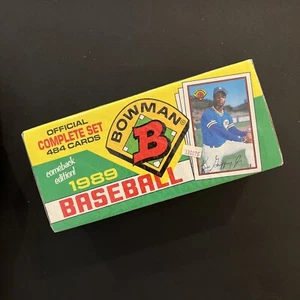 OFFICIAL
COMPLETE SET
484 CARDS
comeback
edition!
1989
BASEBALL
BOWMAN
B